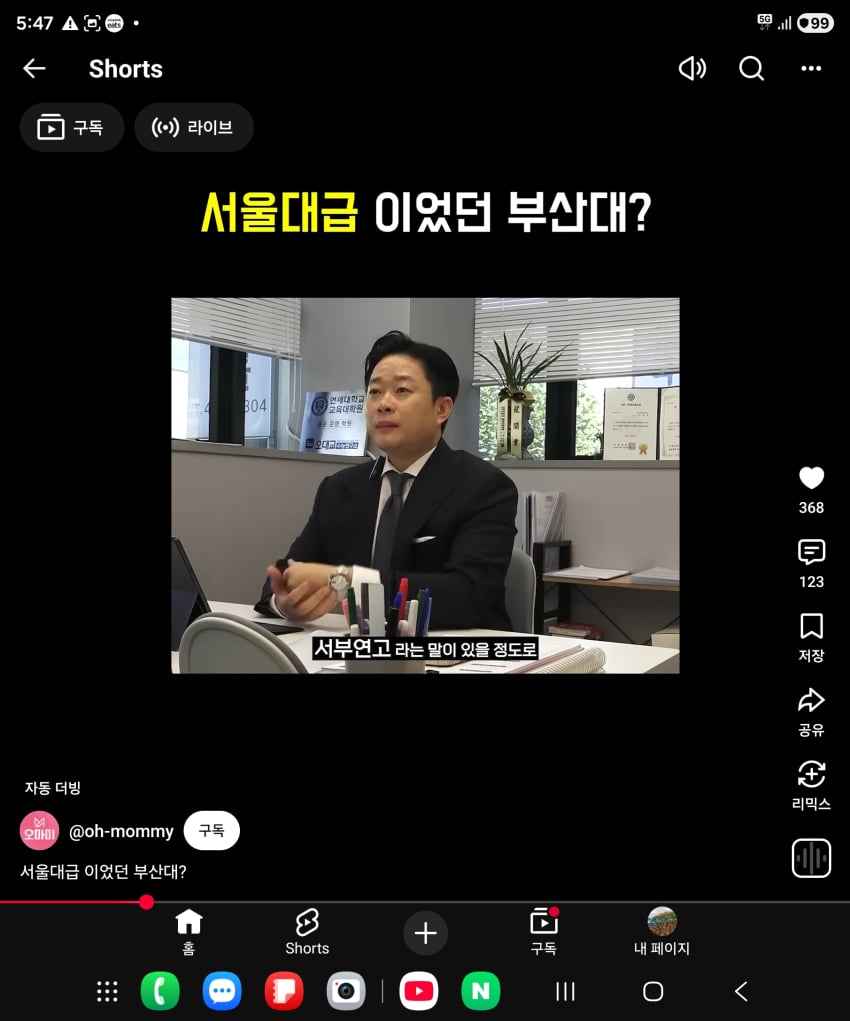 5:47
5G
99
Shorts
구독
라이브
서울대급 이었던 부산대?
연세대학교
교육대학원
304
368
서부연고 라는 말이 있을 정도로
123
저장
공유
리믹스
자동 더빙
오마미
@oh-mommy
구독
서울대급 이었던 부산대?
홈
Shorts
구독
내 페이지
N